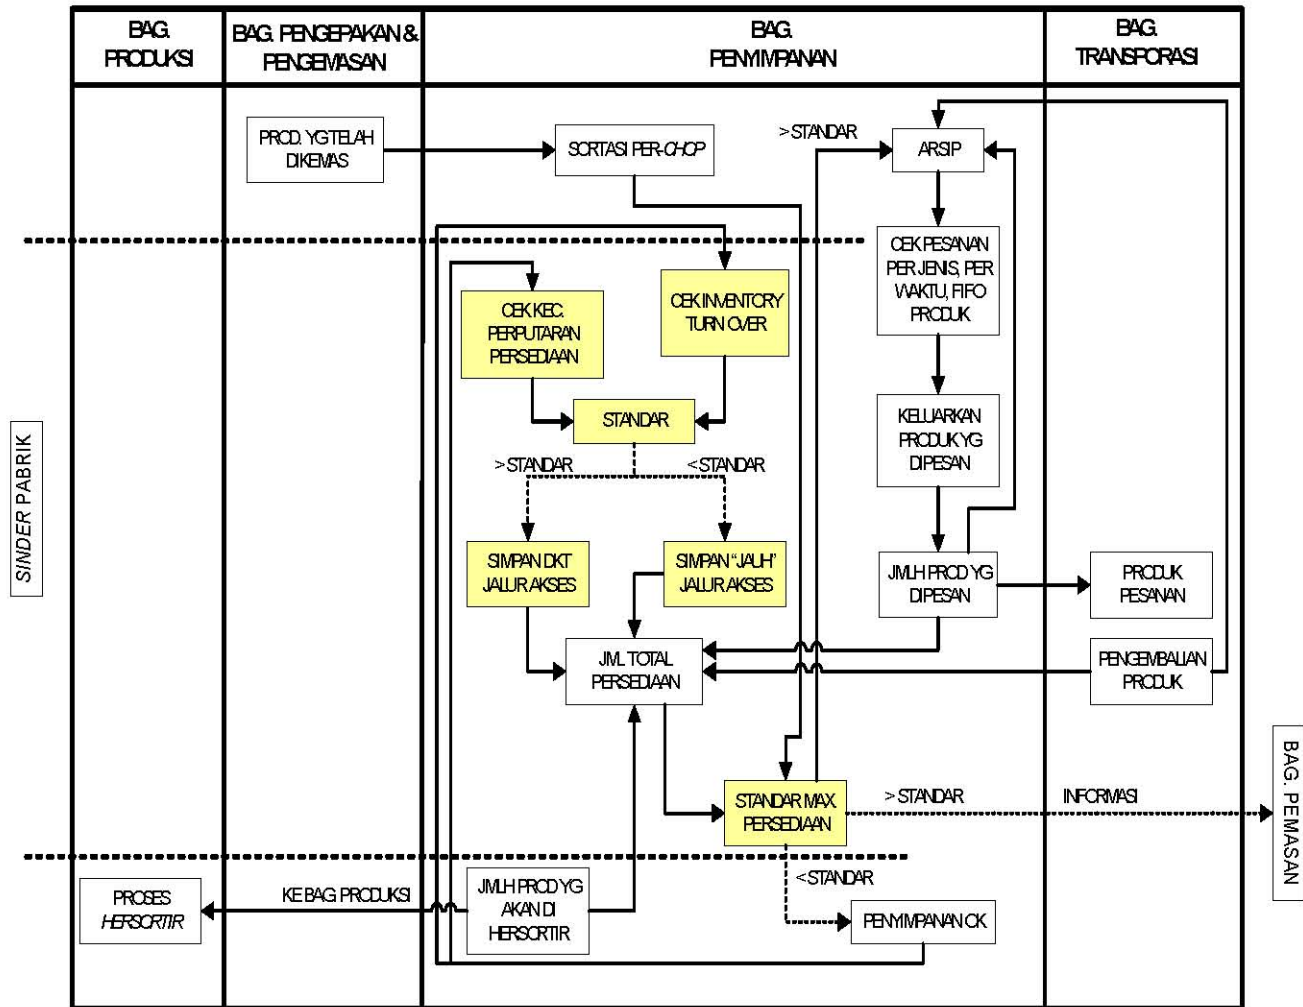 BAG.
PRODUKSI
BAG. PENGEPAKAN &
PENGEMASAN
BAG.
PENYIMPANAN
BAG.
TRANSPORASI
PROD. YG TELAH
DIKEMAS
SORTASI PER-CHOP
> STANDAR
ARSIP
CEK PESANAN
PER JENIS, PER
WAKTU, FIFO
PRODUK
CEK KEC.
PERPUTARAN
PERSEDIAAN
CEK INVENTORY
TURN OVER
STANDAR
KELUARKAN
PRODUK YG
DIPESAN
> STANDAR
< STANDAR
SINDER PABRIK
SIMPAN DKT
JALUR AKSES
SIMPAN "JAUH"
JALUR AKSES
JMLH PROD YG
DIPESAN
PRODUK
PESANAN
JML TOTAL
PERSEDIAAN
PENGEMBALIAN
PRODUK
STANDAR MAX.
PERSEDIAAN
> STANDAR
INFORMASI
BAG. PEMASAN
< STANDAR
PROSES
HERSORTIR
KE BAG PRODUKSI
JMLH PROD YG
AKAN DI
HERSORTIR
PENYIMPANAN OK